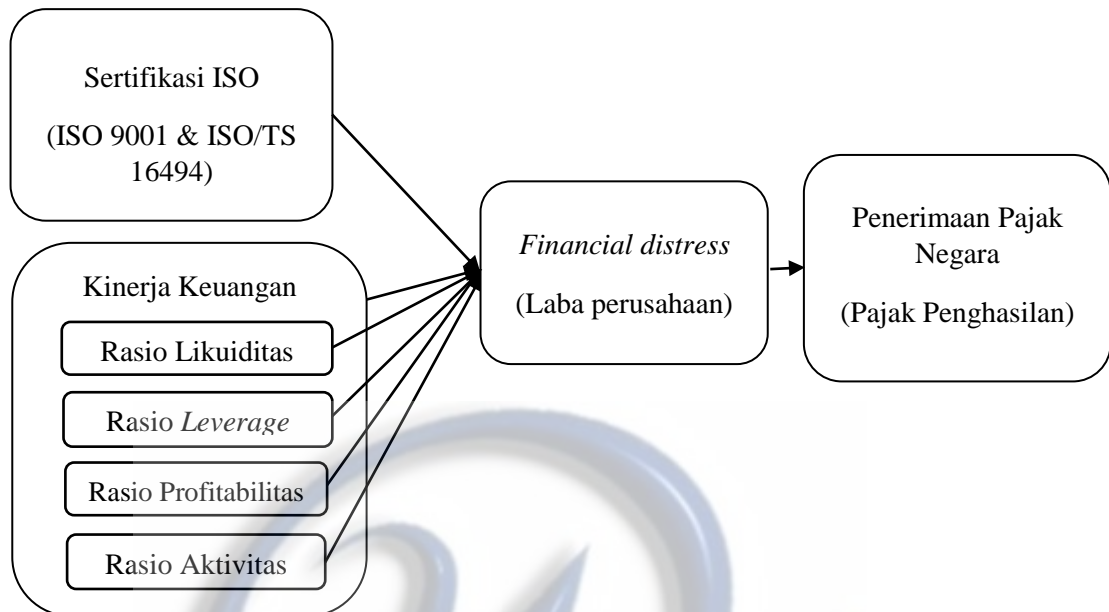 Sertifikasi ISO
(ISO 9001 & ISO/TS
16494)
Kinerja Keuangan
Rasio Likuiditas
Rasio Leverage
Rasio Profitabilitas
Rasio Aktivitas
Financial distress
(Laba perusahaan)
Penerimaan Pajak
Negara
(Pajak Penghasilan)